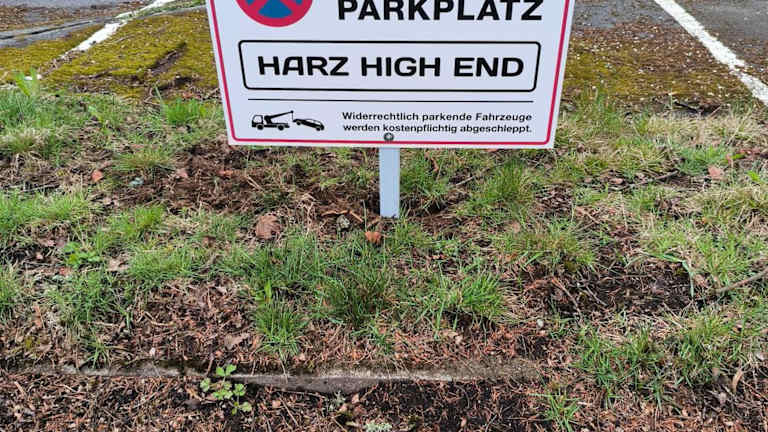 PARKPLATZ
HARZ HIGH END
Widerrechtlich parkende Fahrzeuge
werden kostenpflichtig abgeschleppt.